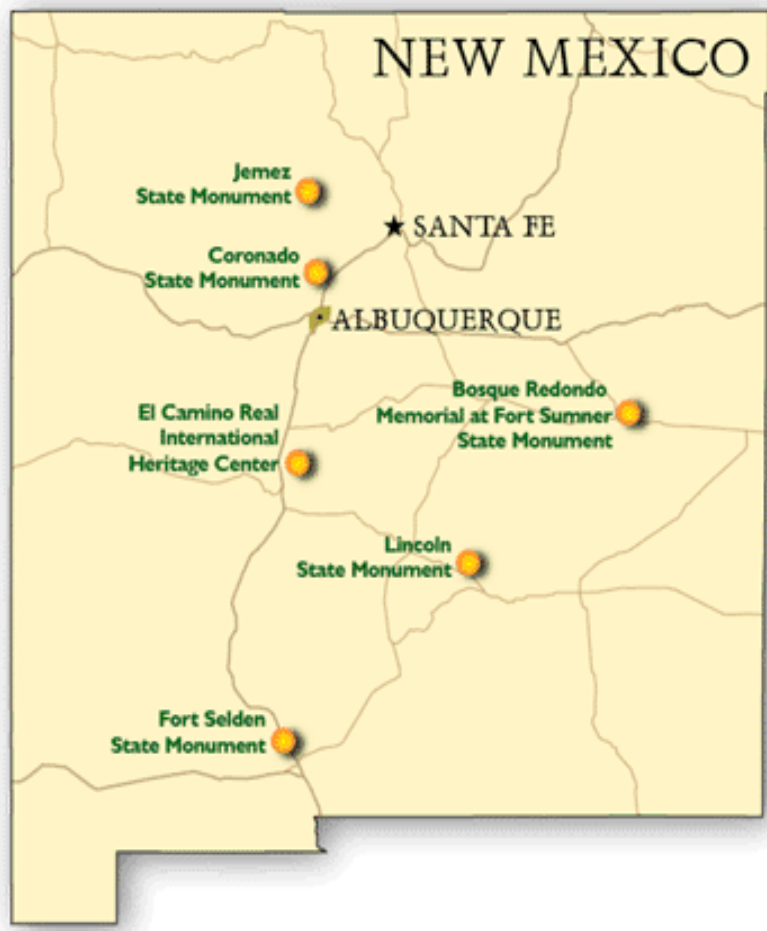 NEW MEXICO
Jemez
State Monument
SANTA FE
Coronado
State Monument
ALBUQUERQUE
Bosque Redondo
Memorial at Fort Sumner
State Monument
El Camino Real
International
Heritage Center
Lincoln
State Monument
Fort Selden
State Monument